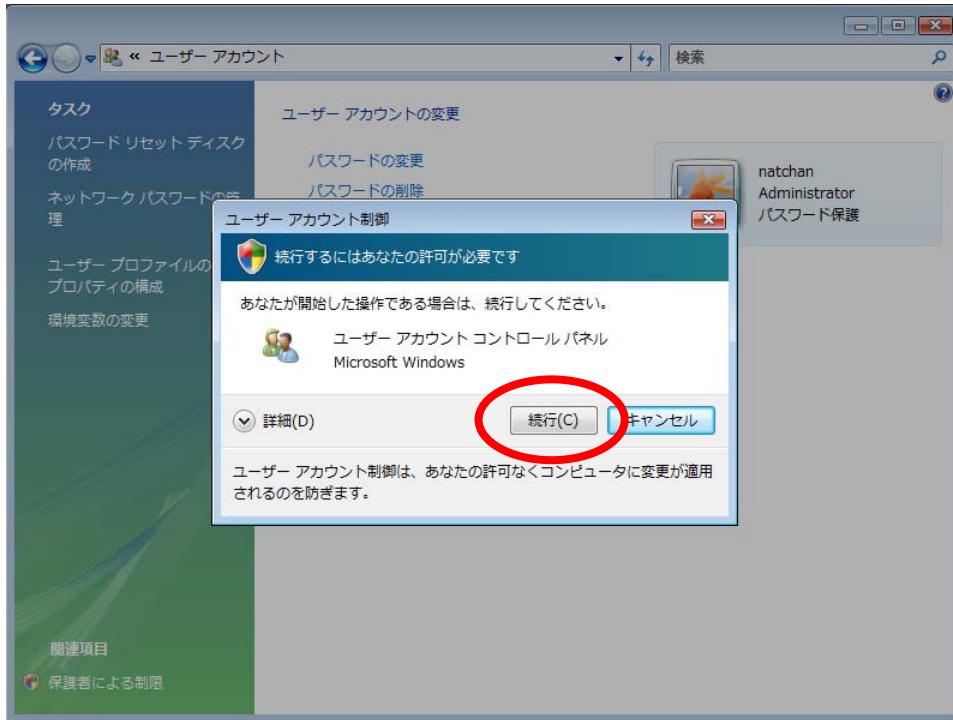 « ユーザー アカウント
検索
タスク
パスワード リセット ディスク
の作成
ネットワーク パスワードの管
理
ユーザー プロファイルの
プロパティの構成
環境変数の変更
関連項目
保護者による制限
ユーザー アカウントの変更
パスワードの変更
パスワードの削除
natchan
Administrator
パスワード保護
ユーザー アカウント制御
続行するにはあなたの許可が必要です
あなたが開始した操作である場合は、続行してください。
ユーザー アカウント コントロール パネル
Microsoft Windows
詳細(D)
続行(C)
キャンセル
ユーザー アカウント制御は、あなたの許可なくコンピュータに変更が適用
されるのを防ぎます。